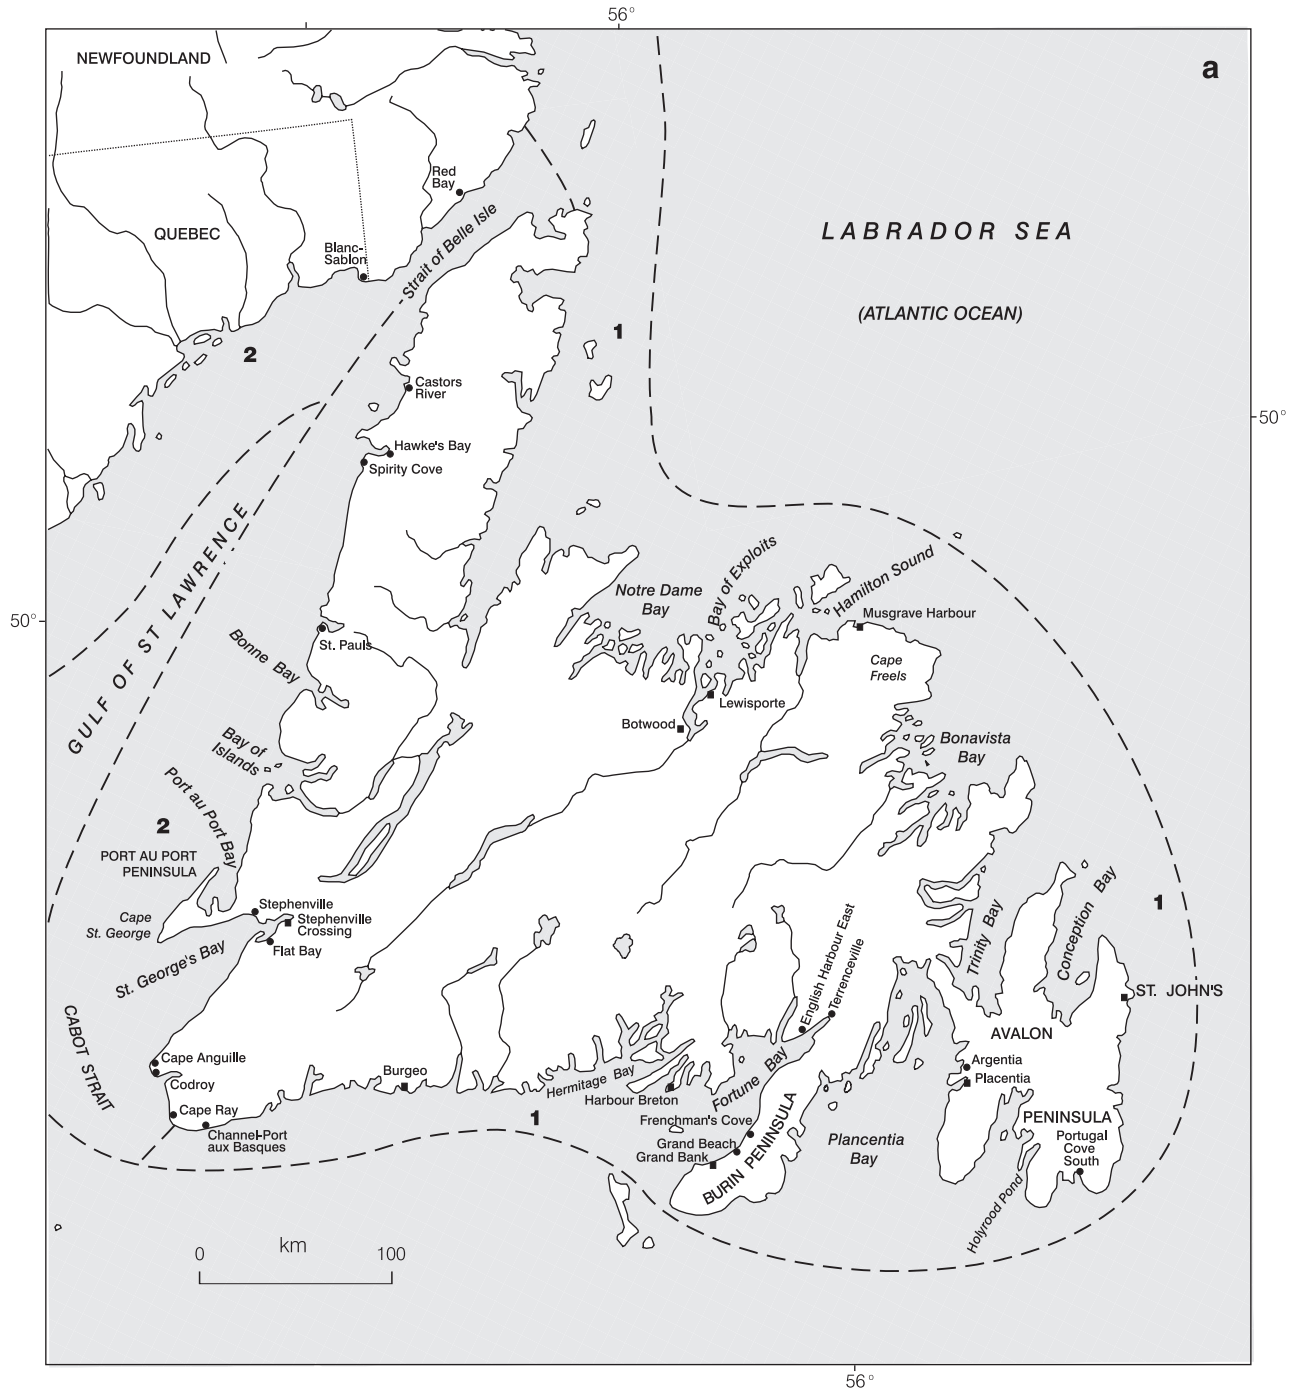 56°
NEWFOUNDLAND
a
Red
Bay
QUEBEC
Blanc-
Sablon
Strait of Belle Isle
LABRADOR SEA
(ATLANTIC OCEAN)
1
2
Castors
River
50°
Hawke's Bay
Spirity Cove
GULF OF ST LAWRENCE
Notre Dame
Bay
Bay of Exploits
Hamilton Sound
Musgrave Harbour
50°
St. Pauls
Bonne Bay
Cape
Freels
Lewisporte
Botwood
Bay of
Islands
Bonavista
Bay
Port au Port Bay
2
PORT AU PORT
PENINSULA
Cape
St. George
Stephenville
Stephenville
Crossing
Flat Bay
St. George's Bay
English Harbour East
Terrenceville
Trinity Bay
Conception Bay
1
ST. JOHN'S
CABOT STRAIT
AVALON
Cape Anguille
Codroy
Burgeo
Hermitage Bay
Harbour Breton
Fortune Bay
Argentia
Placentia
Cape Ray
Channel-Port
aux Basques
1
Frenchman's Cove
Grand Beach
Grand Bank
BURIN PENINSULA
Plancentia
Bay
PENINSULA
Portugal
Cove
South
Holyrood Pond
0 km 100
56°